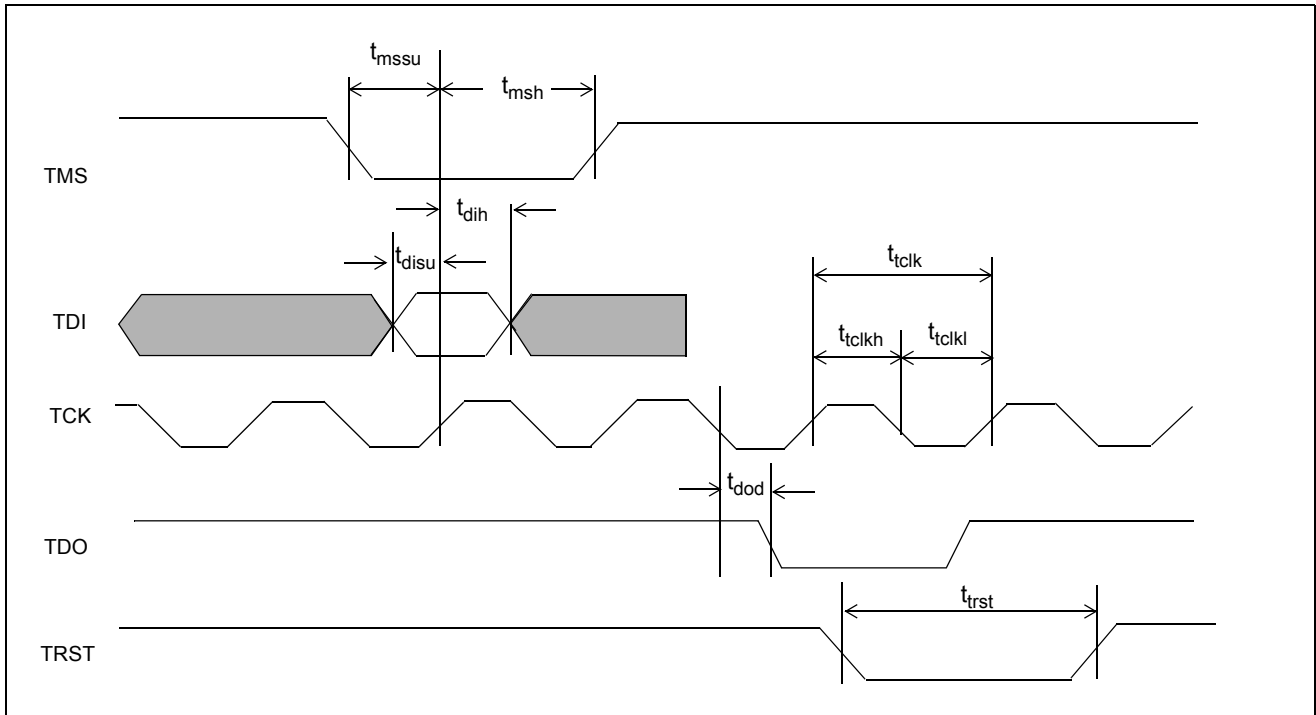 tmssu
tmsh
TMS
tdih
tdisu
ttclk
TDI
ttclkh
ttclkl
TCK
tdod
TDO
ttrst
TRST